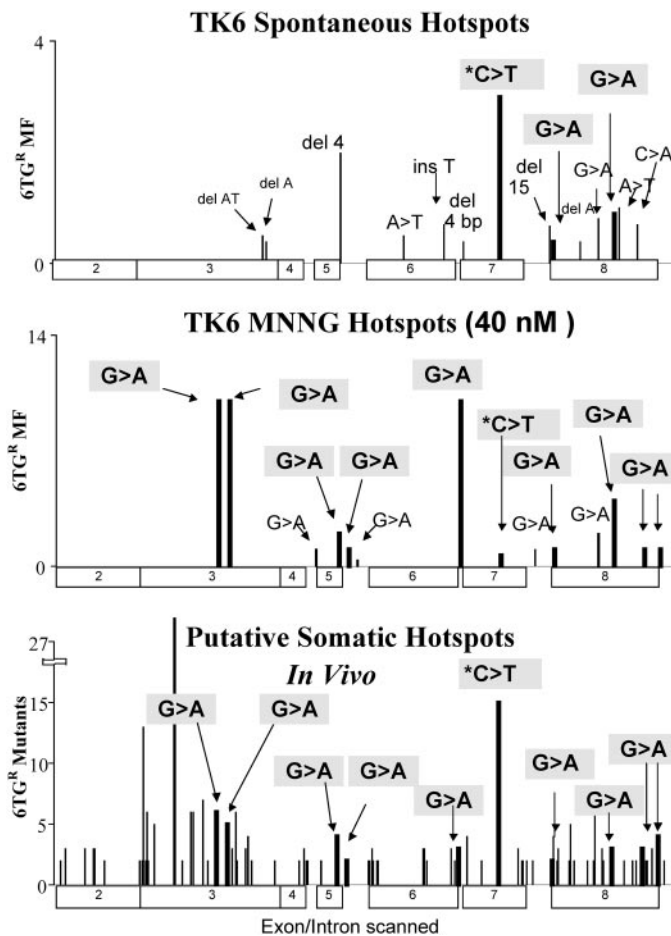 TK6 Spontaneous Hotspots
4
6TGᴿ MF
0
*C>T
G>A
G>A
del 4
ins T
del AT
del A
A>T
del
4 bp
del
15
G>A
del A
A>T
C>A
2
3
4
5
6
7
8
TK6 MNNG Hotspots (40 nM )
14
6TGᴿ MF
0
G>A
G>A
G>A
*C>T
G>A
G>A
G>A
G>A
G>A
G>A
G>A
G>A
G>A
2
3
4
5
6
7
8
Putative Somatic Hotspots
In Vivo
27
15
10
5
0
6TGᴿ Mutants
*C>T
G>A
G>A
G>A
G>A
G>A
G>A
G>A
G>A
2
3
4
5
6
7
8
Exon/Intron scanned